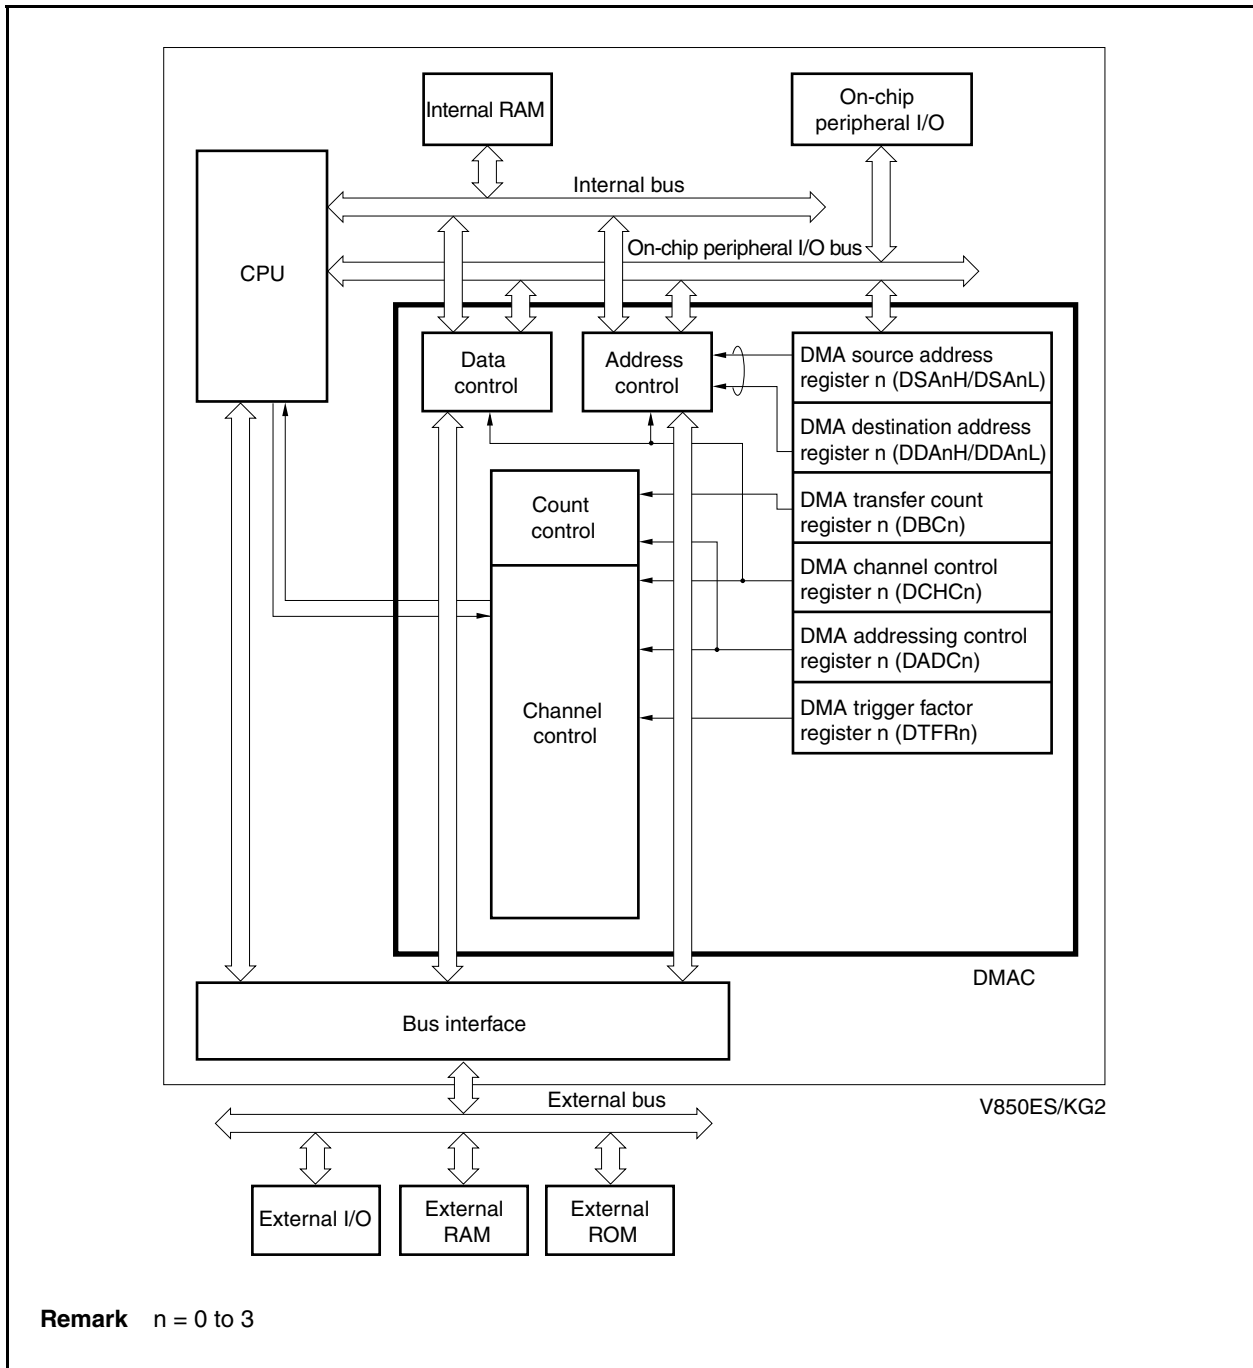 Internal RAM
On-chip
peripheral I/O
Internal bus
On-chip peripheral I/O bus
CPU
Data
control
Address
control
DMA source address
register n (DSAnH/DSAnL)
DMA destination address
register n (DDAnH/DDAnL)
Count
control
DMA transfer count
register n (DBCn)
DMA channel control
register n (DCHCn)
DMA addressing control
register n (DADCn)
Channel
control
DMA trigger factor
register n (DTFRn)
DMAC
Bus interface
V850ES/KG2
External bus
External I/O
External
RAM
External
ROM
Remark n = 0 to 3